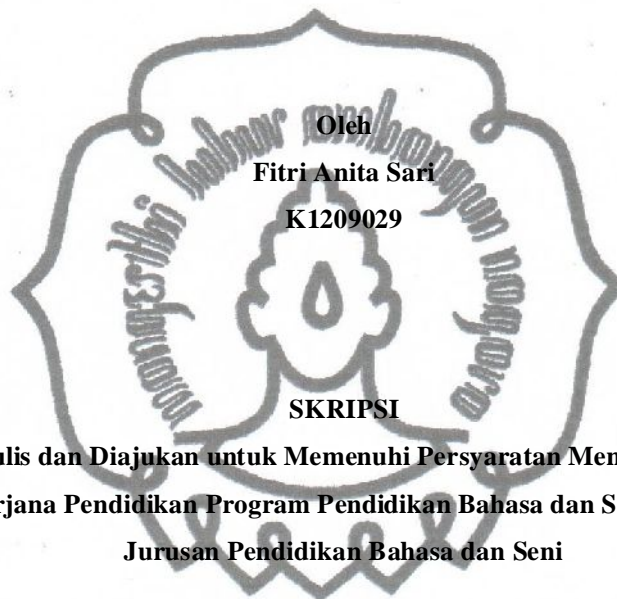 Oleh
Fitri Anita Sari
K1209029
SKRIPSI
ulis dan Diajukan untuk Memenuhi Persyaratan Men
rjana Pendidikan Program Pendidikan Bahasa dan S
Jurusan Pendidikan Bahasa dan Seni